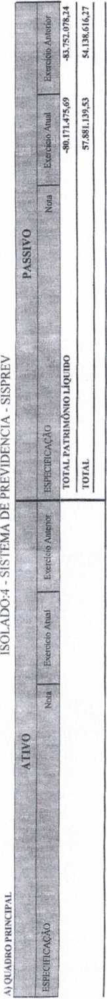 ISOLADO:4 - SISTEMA DE PREVIDENCIA - SISPREV
A) QUADRO PRINCIPAL
ATIVO PASSIVO
ESPECIFICAÇÃO Nota Exercício Atual Exercício Anterior ESPECIFICAÇÃO Nota Exercício Atual Exercício Anterior
TOTAL PATRIMÔNIO LÍQUIDO -80.171.475,69 -83.752.078,24
TOTAL 57.881.139,53 54.138.616,27